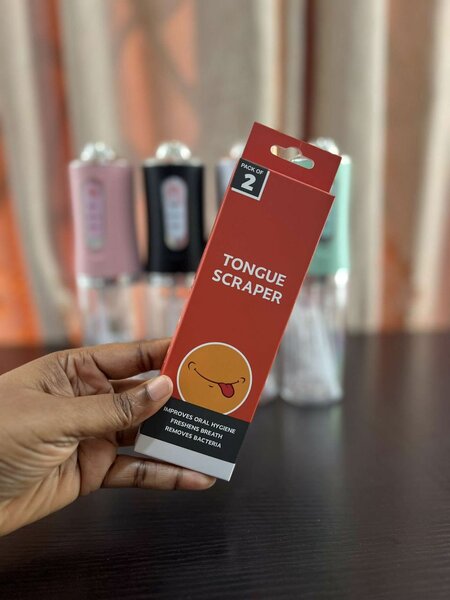 PACK OF
2
TONGUE
SCRAPER
IMPROVES ORAL HYGIENE
FRESHENS BREATH
REMOVES BACTERIA